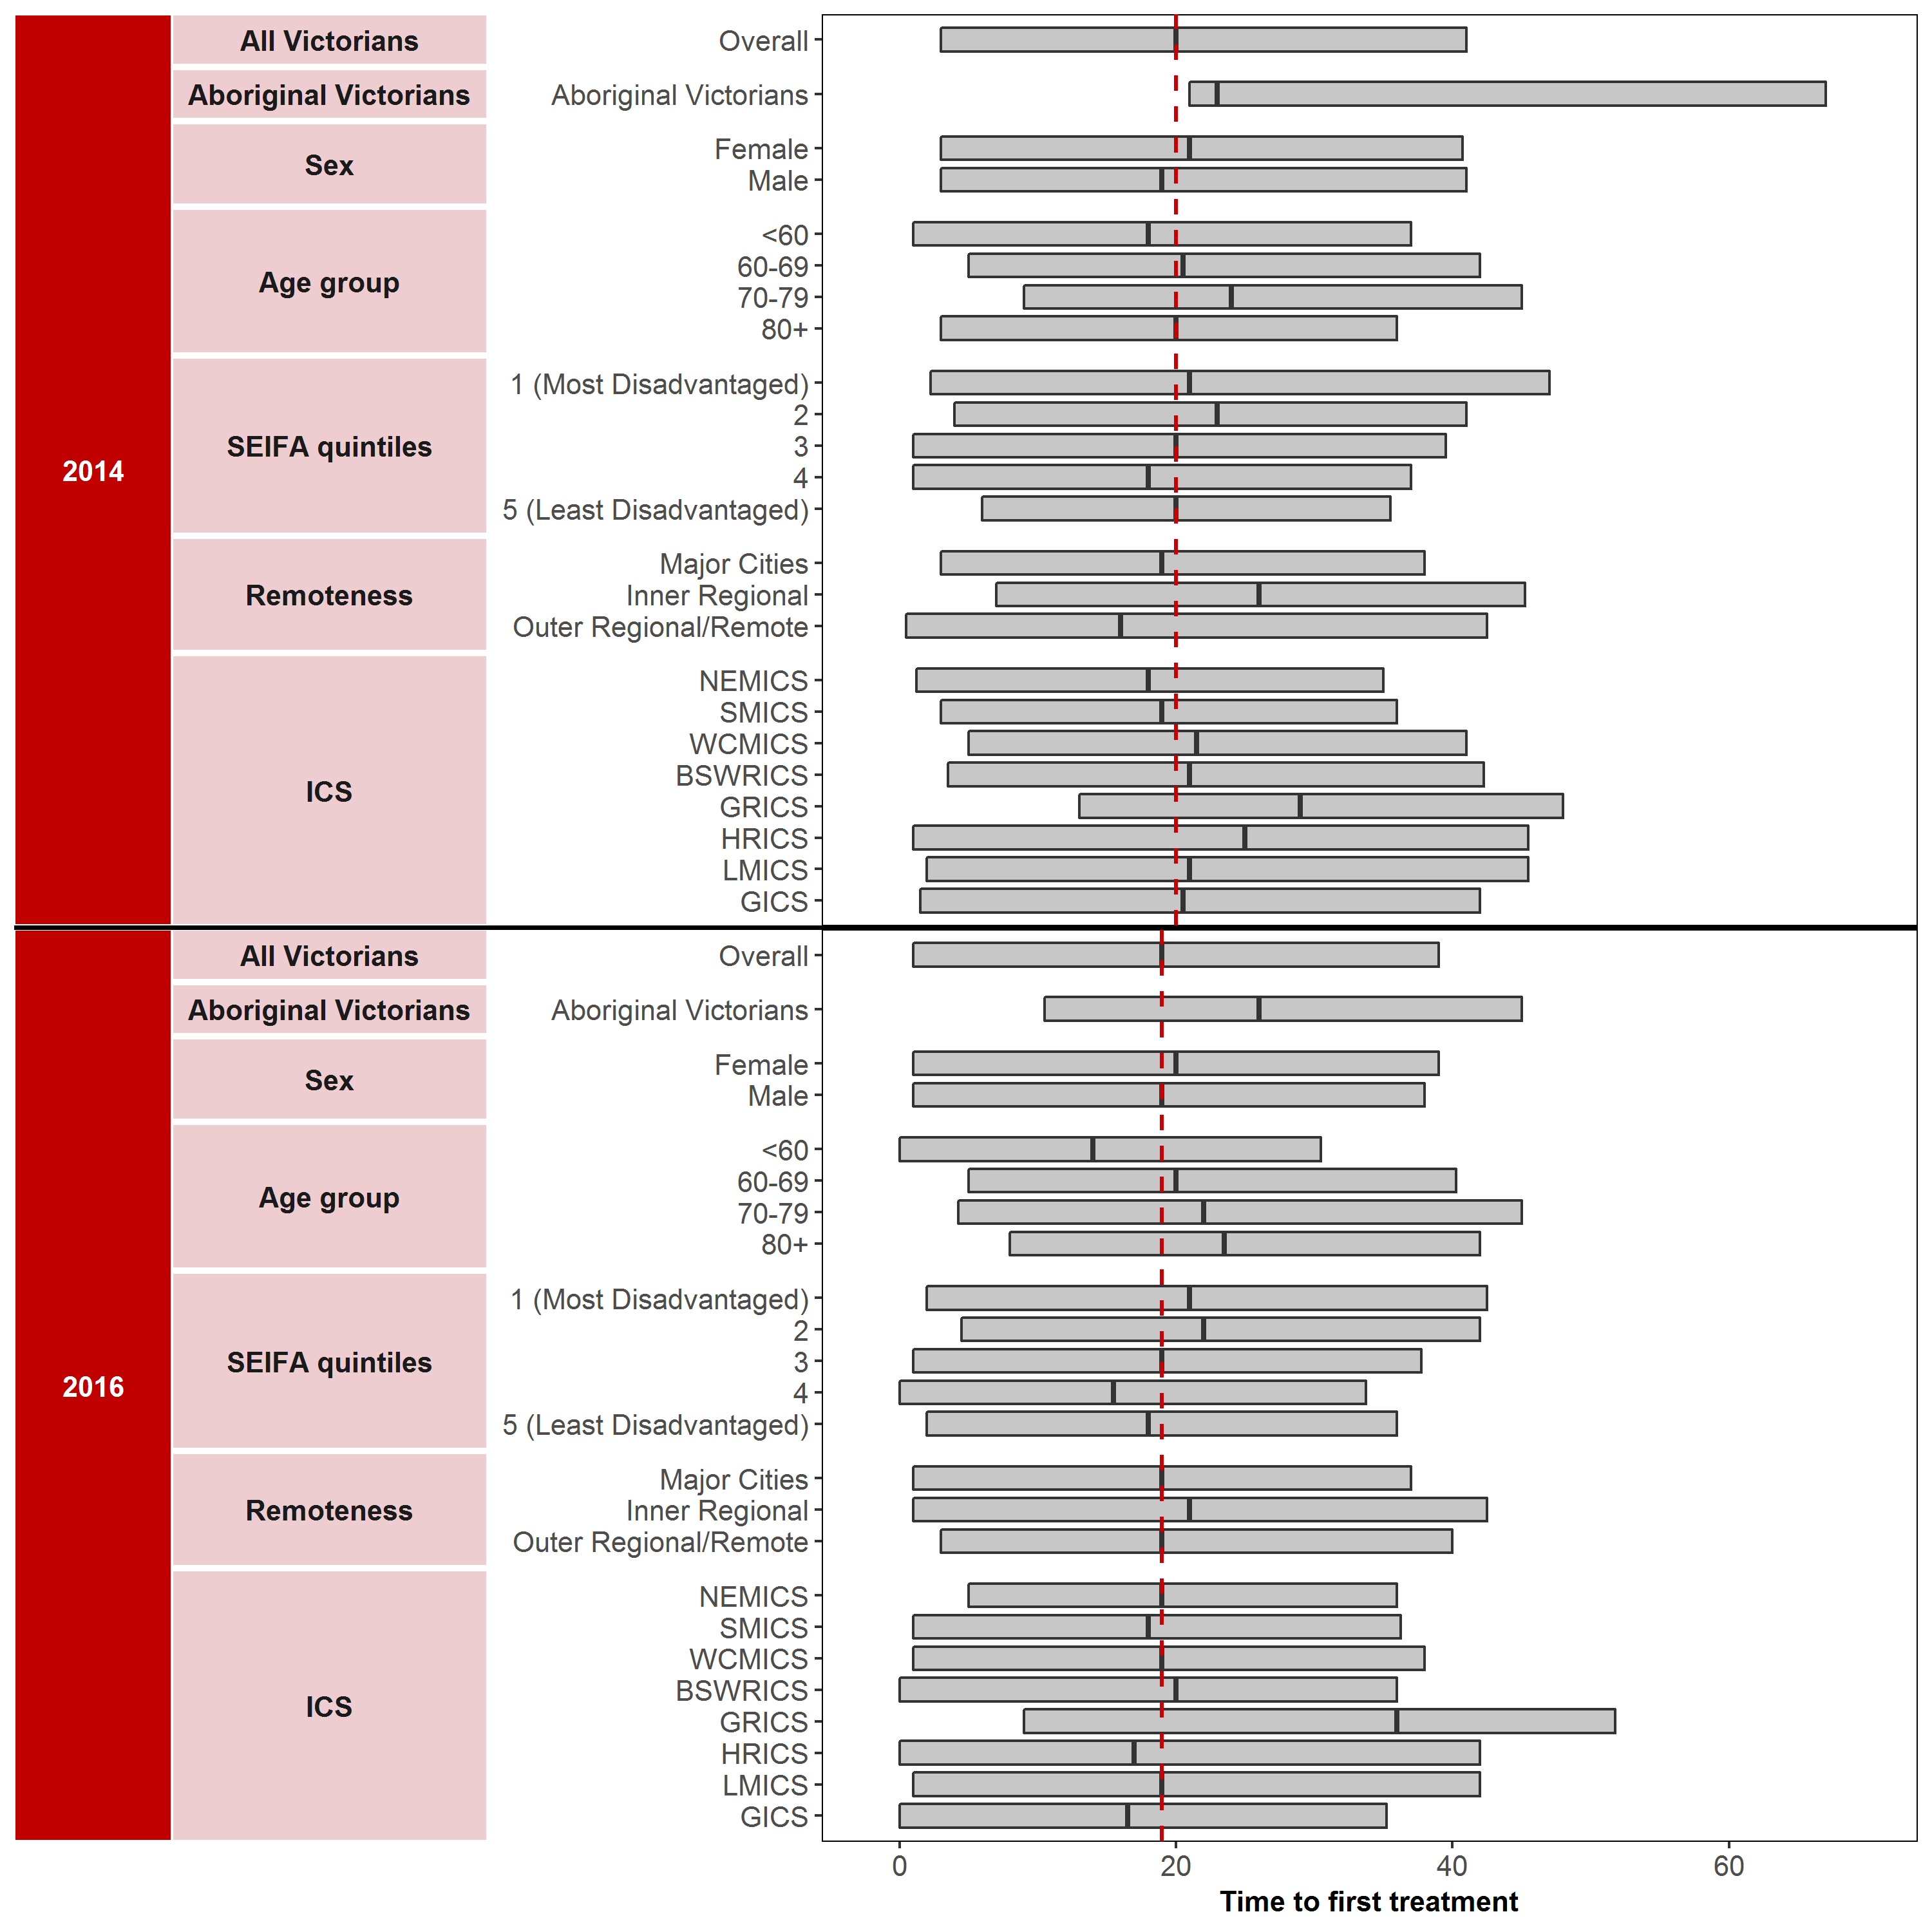 2014
All Victorians
Overall
Aboriginal Victorians
Aboriginal Victorians
Sex
Female
Male
Age group
<60
60-69
70-79
80+
SEIFA quintiles
1 (Most Disadvantaged)
2
3
4
5 (Least Disadvantaged)
Remoteness
Major Cities
Inner Regional
Outer Regional/Remote
ICS
NEMICS
SMICS
WCMICS
BSWRICS
GRICS
HRICS
LMICS
GICS
2016
All Victorians
Overall
Aboriginal Victorians
Aboriginal Victorians
Sex
Female
Male
Age group
<60
60-69
70-79
80+
SEIFA quintiles
1 (Most Disadvantaged)
2
3
4
5 (Least Disadvantaged)
Remoteness
Major Cities
Inner Regional
Outer Regional/Remote
ICS
NEMICS
SMICS
WCMICS
BSWRICS
GRICS
HRICS
LMICS
GICS
0 20 40 60
Time to first treatment